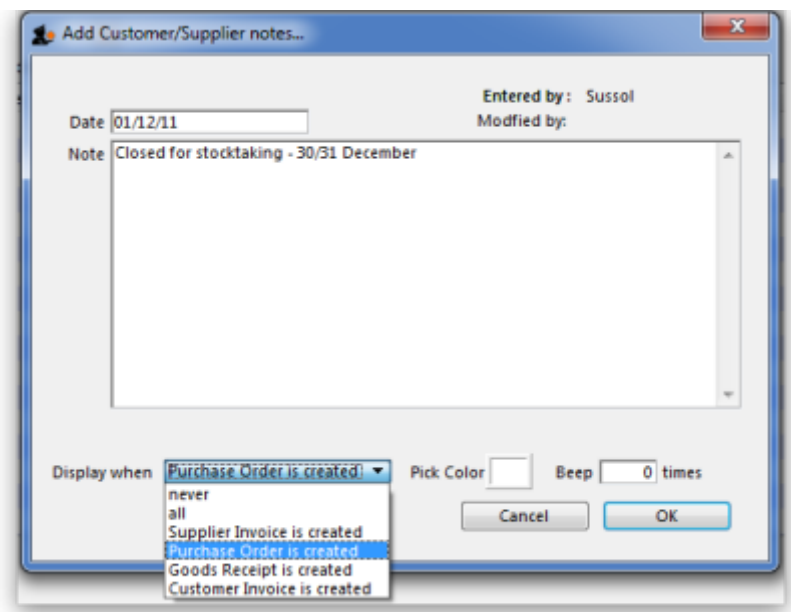 Add Customer/Supplier notes...
Entered by: Sussol
Date 01/12/11
Modfied by:
Note Closed for stocktaking - 30/31 December
Display when Purchase Order is created Pick Color Beep 0 times
never
all
Supplier Invoice is created
Purchase Order is created
Goods Receipt is created
Customer Invoice is created
Cancel OK